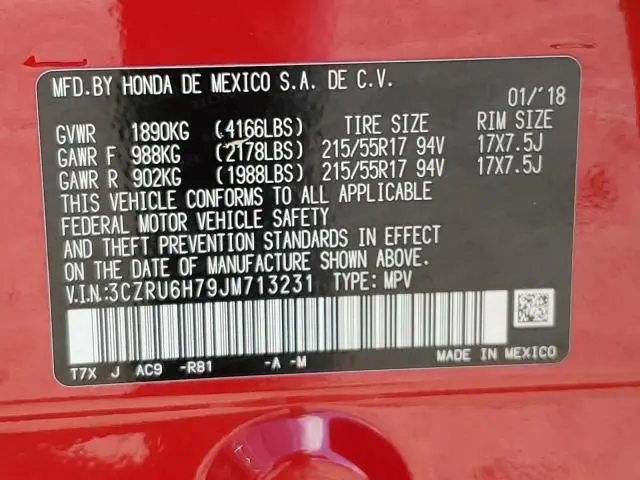 MFD.BY HONDA DE MEXICO S.A. DE C.V.
01/'18
GVWR 1890KG (4166LBS) TIRE SIZE RIM SIZE
GAWR F 988KG (2178LBS) 215/55R17 94V 17X7.5J
GAWR R 902KG (1988LBS) 215/55R17 94V 17X7.5J
THIS VEHICLE CONFORMS TO ALL APPLICABLE
FEDERAL MOTOR VEHICLE SAFETY
AND THEFT PREVENTION STANDARDS IN EFFECT
ON THE DATE OF MANUFACTURE SHOWN ABOVE.
V.I.N.:3CZRU6H79JM713231 TYPE: MPV
T7X J AC9 -R81 -A -M MADE IN MEXICO